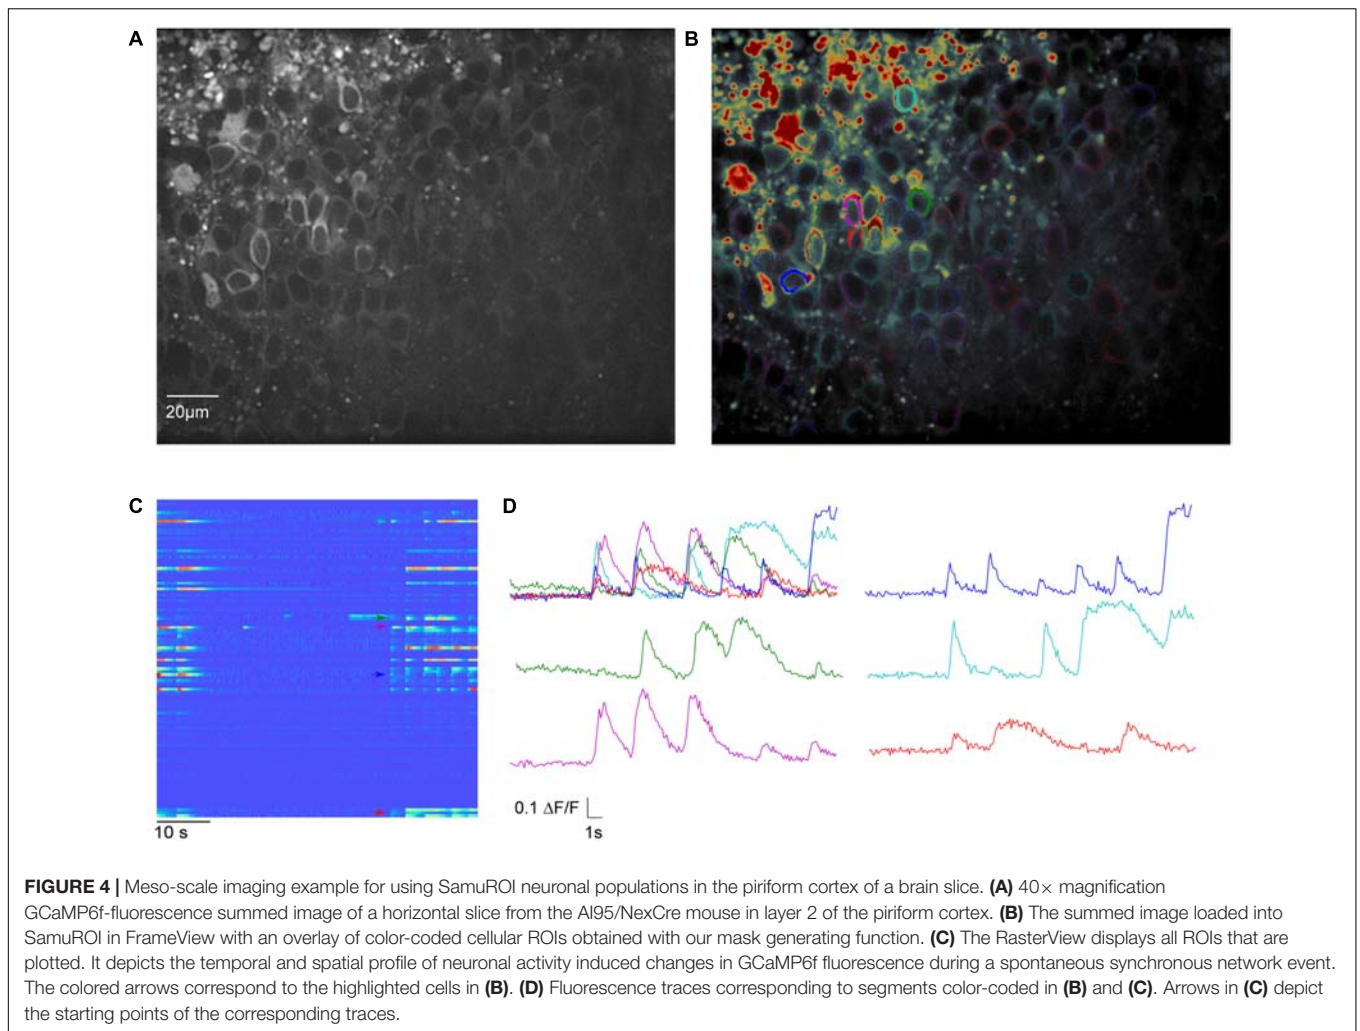 A
B
20µm
C
D
10 s
0.1 ΔF/F
1s
FIGURE 4 | Meso-scale imaging example for using SamuROI neuronal populations in the piriform cortex of a brain slice. (A) 40× magnification
GCaMP6f-fluorescence summed image of a horizontal slice from the AI95/NexCre mouse in layer 2 of the piriform cortex. (B) The summed image loaded into
SamuROI in FrameView with an overlay of color-coded cellular ROIs obtained with our mask generating function. (C) The RasterView displays all ROIs that are
plotted. It depicts the temporal and spatial profile of neuronal activity induced changes in GCaMP6f fluorescence during a spontaneous synchronous network event.
The colored arrows correspond to the highlighted cells in (B). (D) Fluorescence traces corresponding to segments color-coded in (B) and (C). Arrows in (C) depict
the starting points of the corresponding traces.